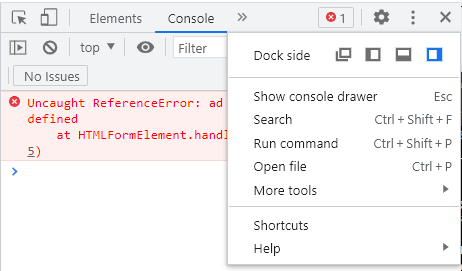 Elements
Console
»
1
top
Filter
No Issues
Uncaught ReferenceError: ad
defined
at HTMLFormElement.handl
5)
Dock side
Show console drawer Esc
Search Ctrl + Shift + F
Run command Ctrl + Shift + P
Open file Ctrl + P
More tools
Shortcuts
Help